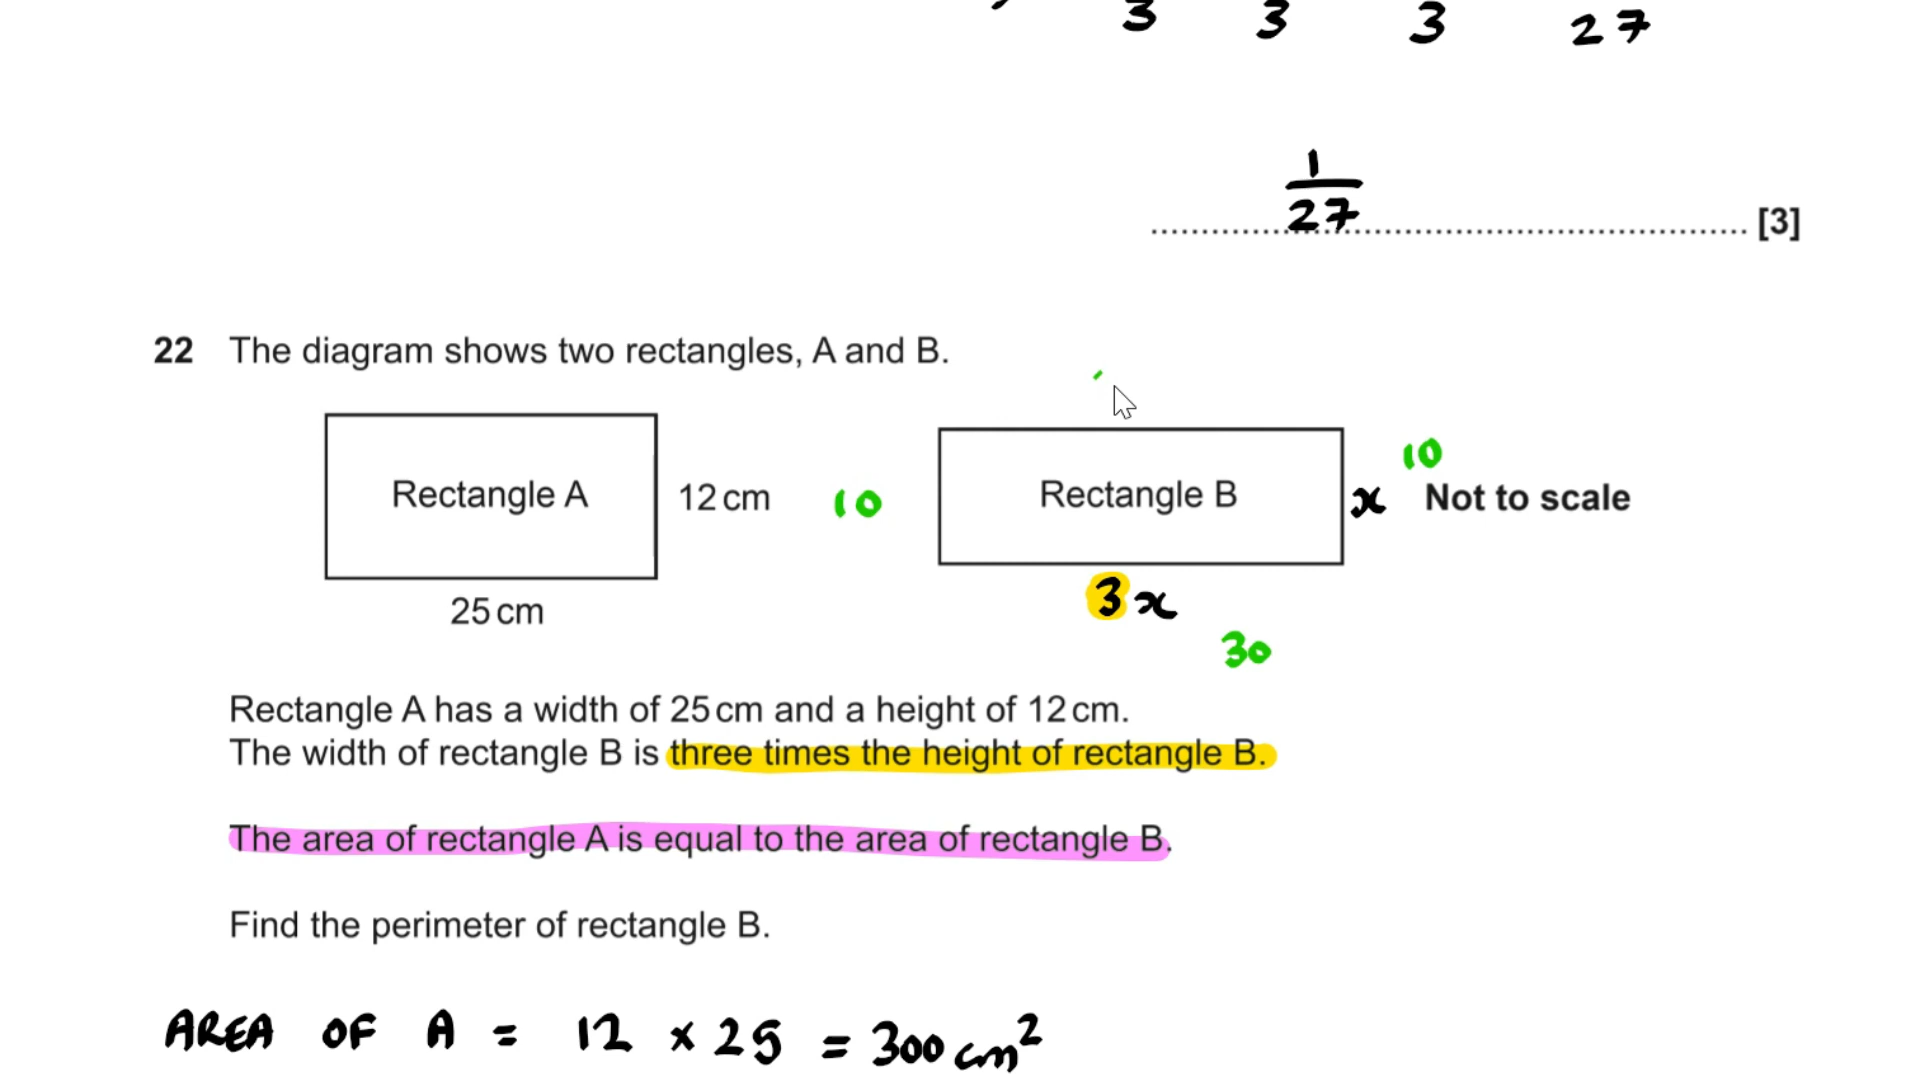 3 3 3 27
1
27
[3]
22 The diagram shows two rectangles, A and B.
10
Rectangle A 12 cm 10 Rectangle B x Not to scale
25 cm 3x
30
Rectangle A has a width of 25 cm and a height of 12 cm.
The width of rectangle B is three times the height of rectangle B.
The area of rectangle A is equal to the area of rectangle B.
Find the perimeter of rectangle B.
AREA OF A = 12 × 25 = 300 cm²